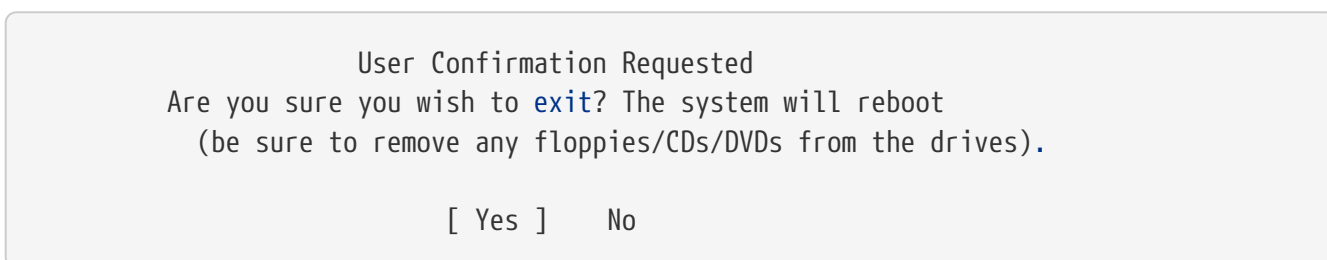 User Confirmation Requested
Are you sure you wish to exit? The system will reboot
(be sure to remove any floppies/CDs/DVDs from the drives).
[ Yes ]    No